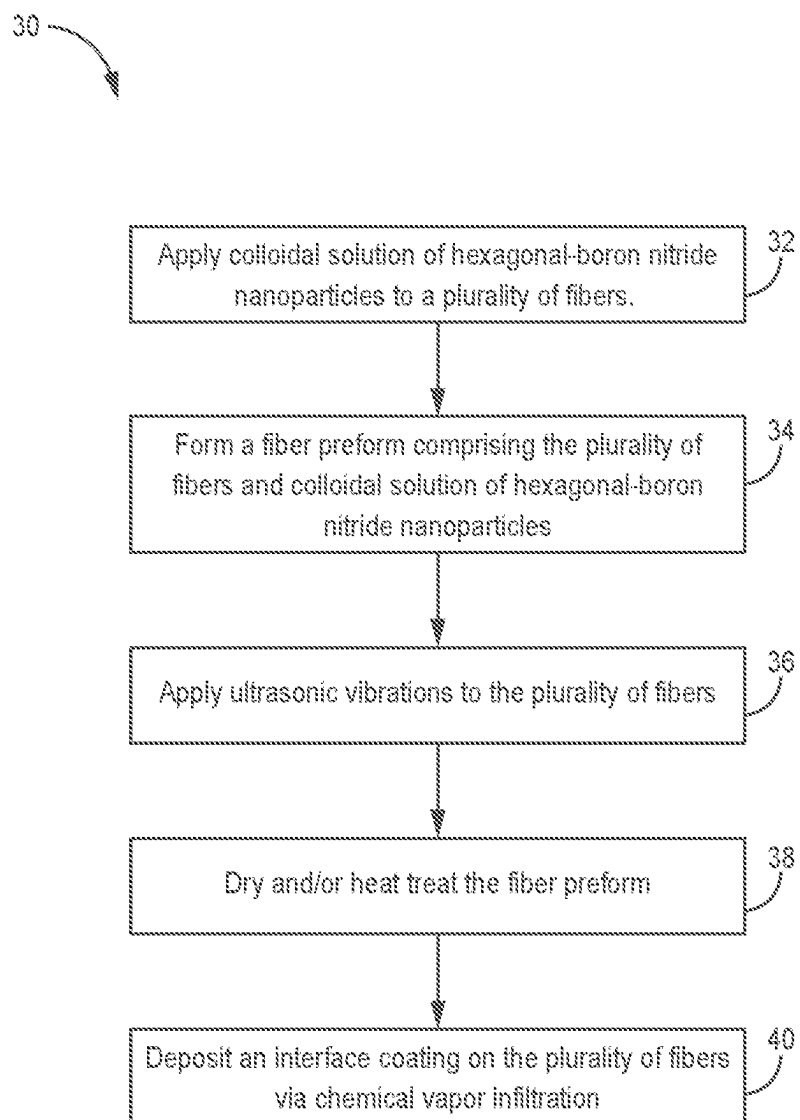 30
Apply colloidal solution of hexagonal-boron nitride
nanoparticles to a plurality of fibers.
32
Form a fiber preform comprising the plurality of
fibers and colloidal solution of hexagonal-boron
nitride nanoparticles
34
Apply ultrasonic vibrations to the plurality of fibers
36
Dry and/or heat treat the fiber preform
38
Deposit an interface coating on the plurality of fibers
via chemical vapor infiltration
40